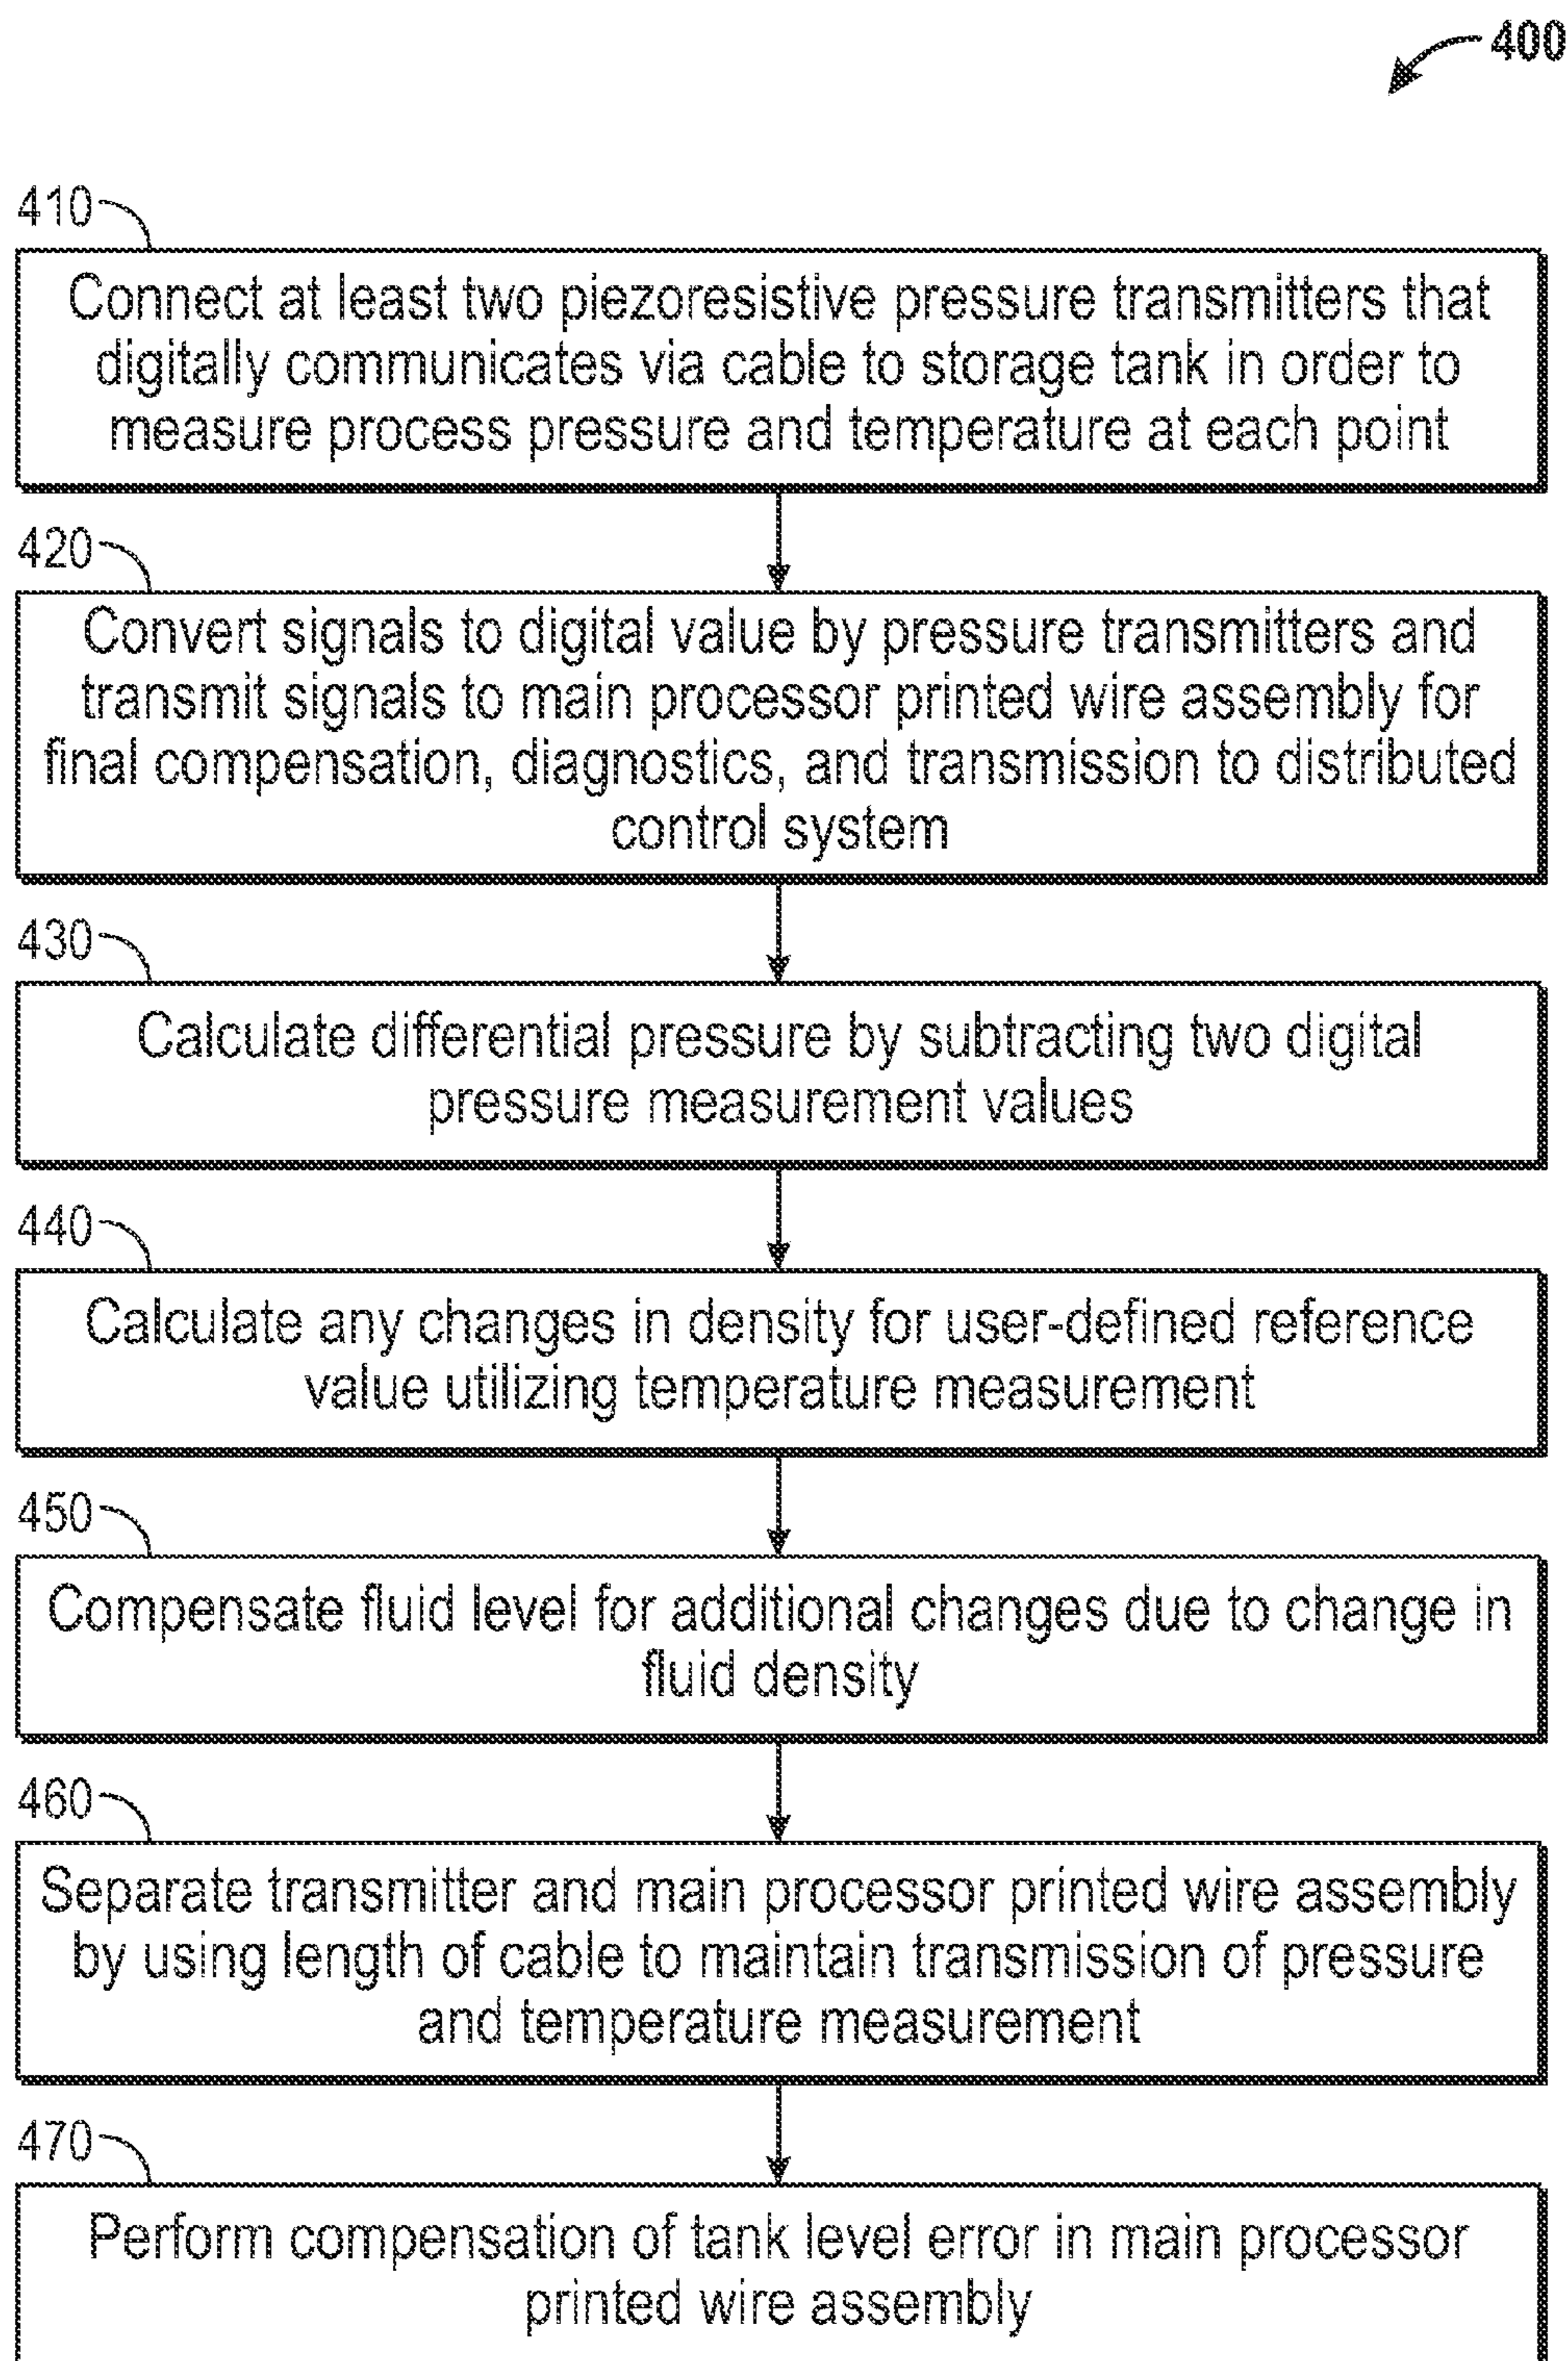 400
410
Connect at least two piezoresistive pressure transmitters that
digitally communicates via cable to storage tank in order to
measure process pressure and temperature at each point
420
Convert signals to digital value by pressure transmitters and
transmit signals to main processor printed wire assembly for
final compensation, diagnostics, and transmission to distributed
control system
430
Calculate differential pressure by subtracting two digital
pressure measurement values
440
Calculate any changes in density for user-defined reference
value utilizing temperature measurement
450
Compensate fluid level for additional changes due to change in
fluid density
460
Separate transmitter and main processor printed wire assembly
by using length of cable to maintain transmission of pressure
and temperature measurement
470
Perform compensation of tank level error in main processor
printed wire assembly